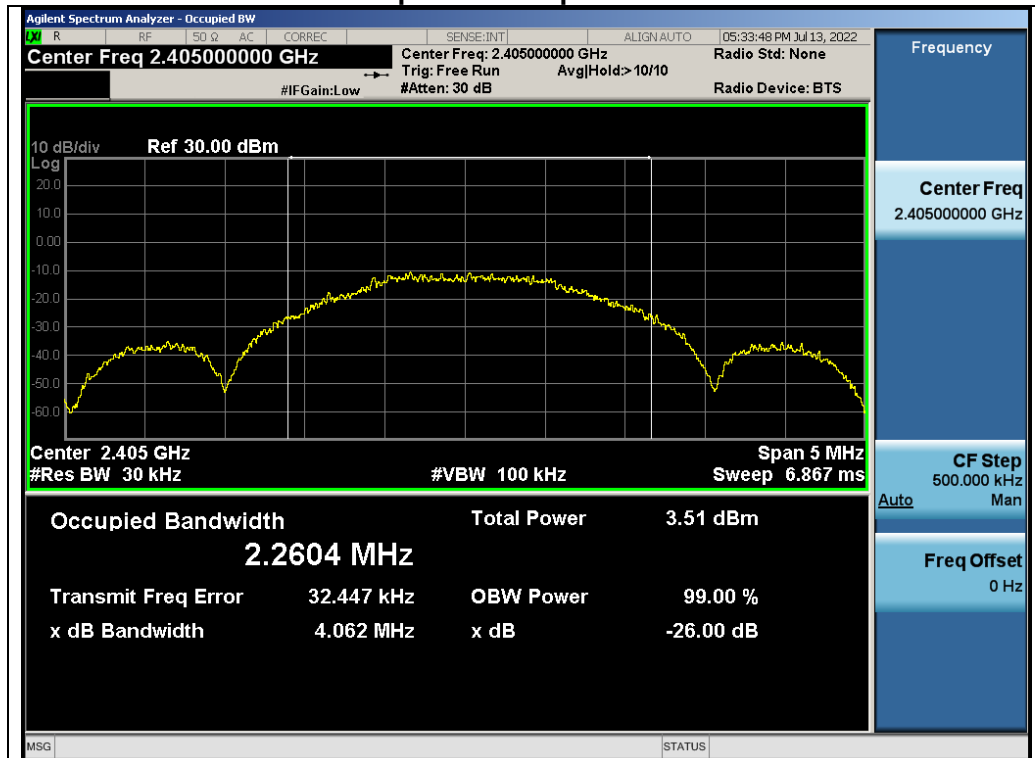 Agilent Spectrum Analyzer - Occupied BW
LXI R RF 50 Ω AC CORREC SENSE:INT ALIGN AUTO 05:33:48 PM Jul 13, 2022
Center Freq 2.405000000 GHz Center Freq: 2.405000000 GHz Radio Std: None
Trig: Free Run Avg|Hold:>10/10
#IFGain:Low #Atten: 30 dB Radio Device: BTS
10 dB/div Ref 30.00 dBm
Log
20.0
10.0
0.00
-10.0
-20.0
-30.0
-40.0
-50.0
-60.0
Center 2.405 GHz Span 5 MHz
#Res BW 30 kHz #VBW 100 kHz Sweep 6.867 ms
Occupied Bandwidth Total Power 3.51 dBm
2.2604 MHz
Transmit Freq Error 32.447 kHz OBW Power 99.00 %
x dB Bandwidth 4.062 MHz x dB -26.00 dB
MSG STATUS
Frequency
Center Freq
2.405000000 GHz
CF Step
500.000 kHz
Auto Man
Freq Offset
0 Hz